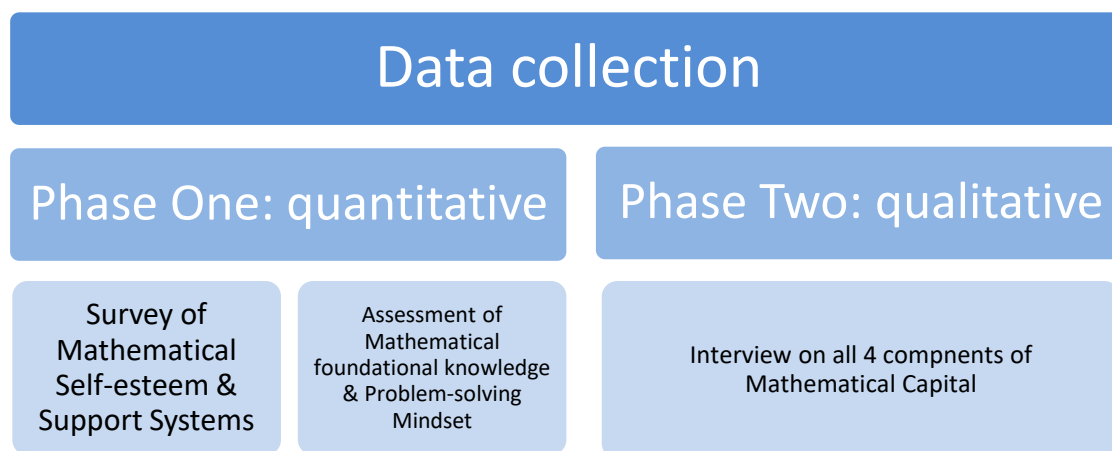 Data collection
Phase One: quantitative
Phase Two: qualitative
Survey of
Mathematical
Self-esteem &
Support Systems
Assessment of
Mathematical
foundational knowledge
& Problem-solving
Mindset
Interview on all 4 compnents of
Mathematical Capital